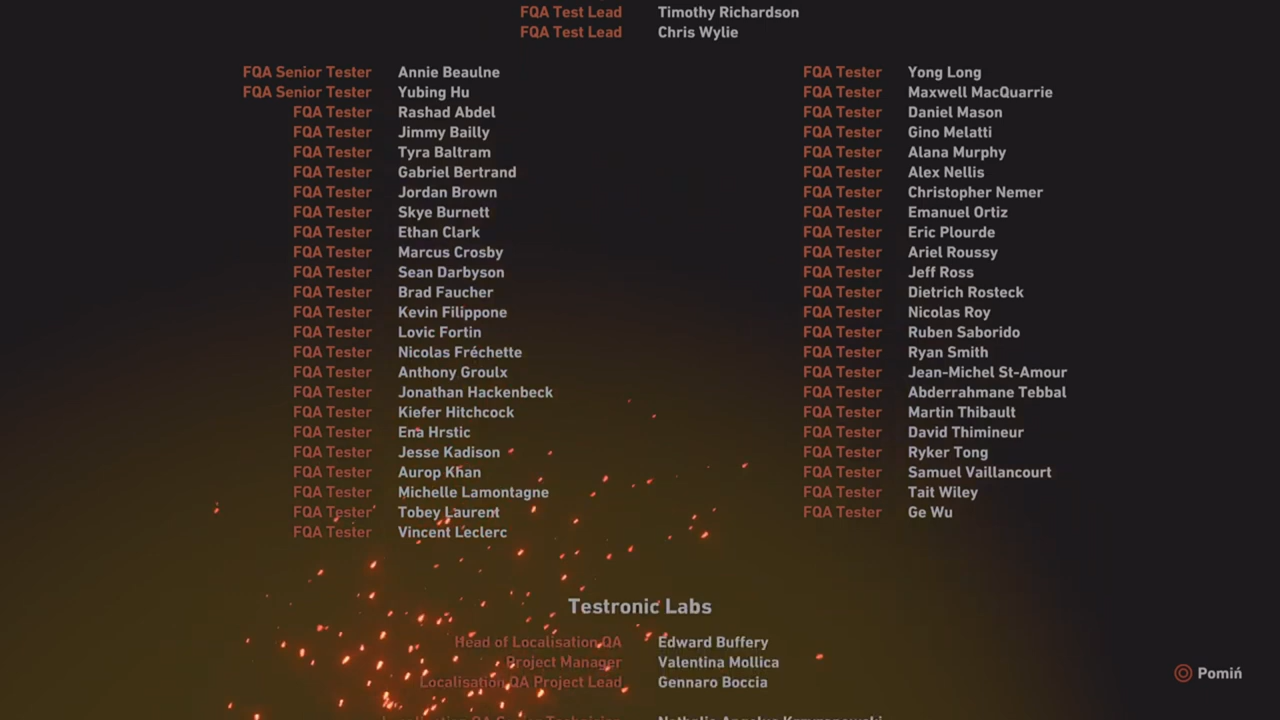 FQA Test Lead Timothy Richardson
FQA Test Lead Chris Wylie
FQA Senior Tester Annie Beaulne
FQA Senior Tester Yubing Hu
FQA Tester Rashad Abdel
FQA Tester Jimmy Bailly
FQA Tester Tyra Baltram
FQA Tester Gabriel Bertrand
FQA Tester Jordan Brown
FQA Tester Skye Burnett
FQA Tester Ethan Clark
FQA Tester Marcus Crosby
FQA Tester Sean Darbyson
FQA Tester Brad Faucher
FQA Tester Kevin Filippone
FQA Tester Lovic Fortin
FQA Tester Nicolas Fréchette
FQA Tester Anthony Groulx
FQA Tester Jonathan Hackenbeck
FQA Tester Kiefer Hitchcock
FQA Tester Ena Hrstic
FQA Tester Jesse Kadison
FQA Tester Aurop Khan
FQA Tester Michelle Lamontagne
FQA Tester Tobey Laurent
FQA Tester Vincent Leclerc
FQA Tester Yong Long
FQA Tester Maxwell MacQuarrie
FQA Tester Daniel Mason
FQA Tester Gino Melatti
FQA Tester Alana Murphy
FQA Tester Alex Nellis
FQA Tester Christopher Nemer
FQA Tester Emanuel Ortiz
FQA Tester Eric Plourde
FQA Tester Ariel Roussy
FQA Tester Jeff Ross
FQA Tester Dietrich Rosteck
FQA Tester Nicolas Roy
FQA Tester Ruben Saborido
FQA Tester Ryan Smith
FQA Tester Jean-Michel St-Amour
FQA Tester Abderrahmane Tebbal
FQA Tester Martin Thibault
FQA Tester David Thimineur
FQA Tester Ryker Tong
FQA Tester Samuel Vaillancourt
FQA Tester Tait Wiley
FQA Tester Ge Wu
Testronic Labs
Head of Localisation QA Edward Buffery
Project Manager Valentina Mollica
Localisation QA Project Lead Gennaro Boccia
Pomiń